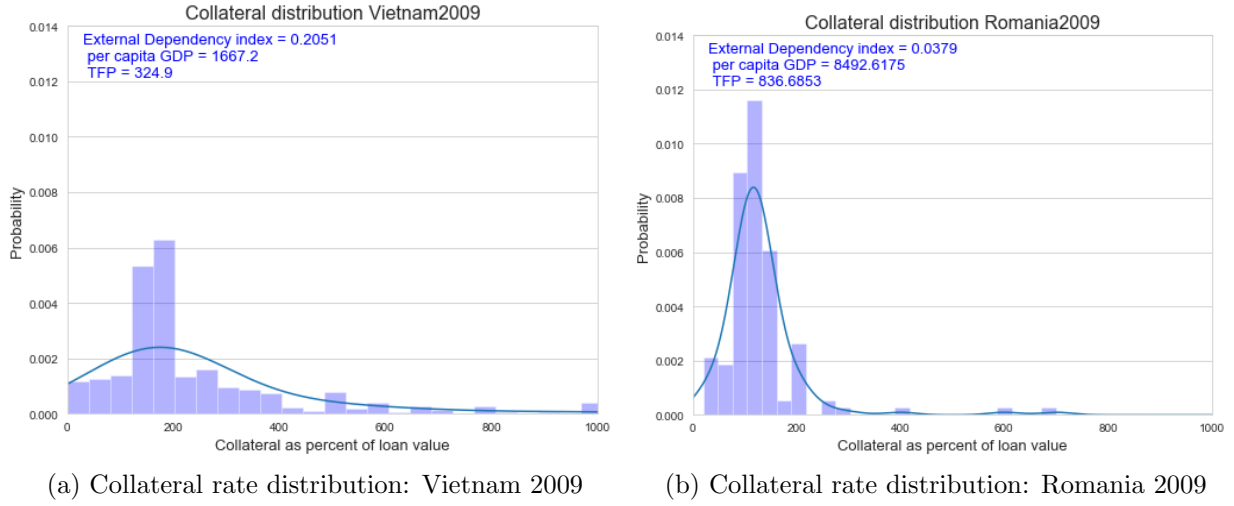 Collateral distribution Vietnam2009
External Dependency index = 0.2051
per capita GDP = 1667.2
TFP = 324.9
0.014
0.012
0.010
0.008
0.006
0.004
0.002
0.000
Probability
0 200 400 600 800 1000
Collateral as percent of loan value
(a) Collateral rate distribution: Vietnam 2009
Collateral distribution Romania2009
External Dependency index = 0.0379
per capita GDP = 8492.6175
TFP = 836.6853
0.014
0.012
0.010
0.008
0.006
0.004
0.002
0.000
Probability
0 200 400 600 800 1000
Collateral as percent of loan value
(b) Collateral rate distribution: Romania 2009